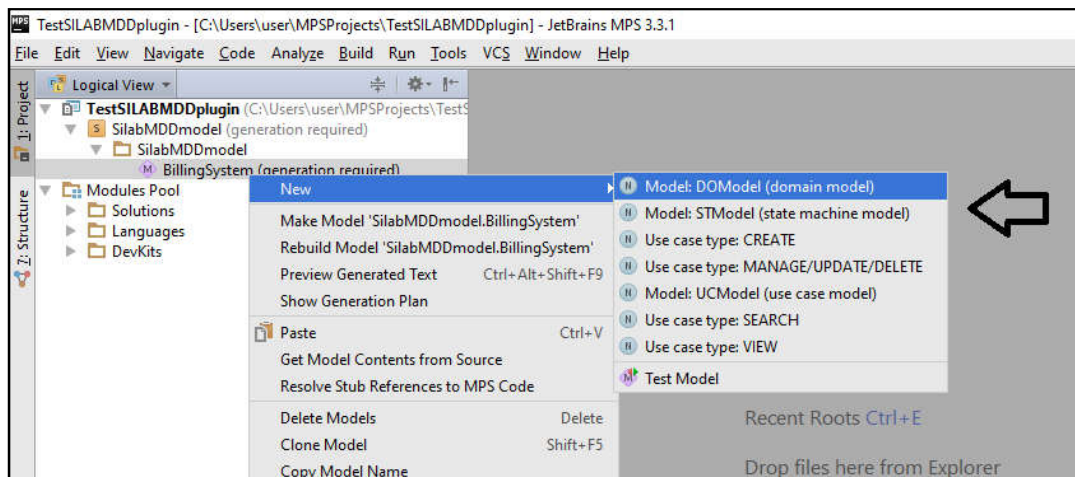 MPS TestSILABMDDplugin - [C:\Users\user\MPSProjects\TestSILABMDDplugin] - JetBrains MPS 3.3.1
File Edit View Navigate Code Analyze Build Run Tools VCS Window Help
1: Project
7: Structure
Logical View
TestSILABMDDplugin (C:\Users\user\MPSProjects\TestS
S SilabMDDmodel (generation required)
SilabMDDmodel
M BillingSystem (generation required)
Modules Pool
Solutions
Languages
DevKits
New
Make Model 'SilabMDDmodel.BillingSystem'
Rebuild Model 'SilabMDDmodel.BillingSystem'
Preview Generated Text Ctrl+Alt+Shift+F9
Show Generation Plan
Paste Ctrl+V
Get Model Contents from Source
Resolve Stub References to MPS Code
Delete Models Delete
Clone Model Shift+F5
Copy Model Name
N Model: DOModel (domain model)
N Model: STModel (state machine model)
N Use case type: CREATE
N Use case type: MANAGE/UPDATE/DELETE
N Model: UCModel (use case model)
N Use case type: SEARCH
N Use case type: VIEW
M Test Model
Recent Roots Ctrl+E
Drop files here from Explorer